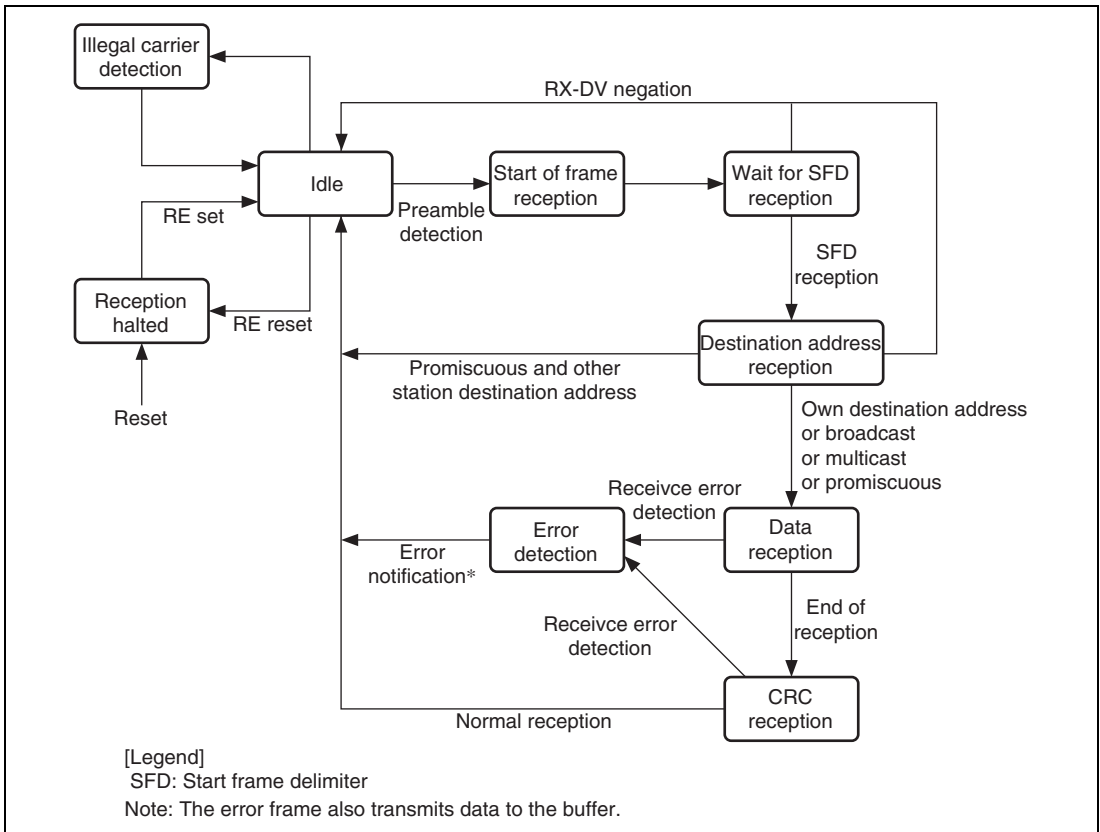 Illegal carrier
detection
RX-DV negation
Idle
Start of frame
reception
Wait for SFD
reception
Preamble
detection
RE set
SFD
reception
Reception
halted
RE reset
Destination address
reception
Promiscuous and other
station destination address
Reset
Own destination address
or broadcast
or multicast
or promiscuous
Receivce error
detection
Error
detection
Data
reception
Error
notification*
End of
reception
Receivce error
detection
CRC
reception
Normal reception
[Legend]
SFD: Start frame delimiter
Note: The error frame also transmits data to the buffer.